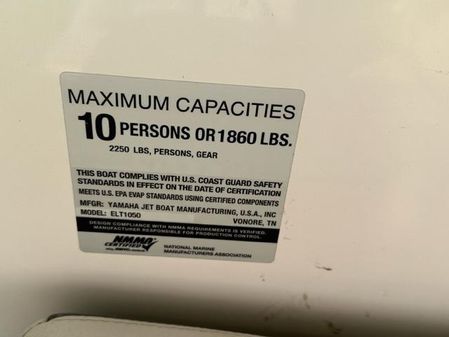 MAXIMUM CAPACITIES
10 PERSONS OR 1860 LBS.
2250 LBS, PERSONS, GEAR
THIS BOAT COMPLIES WITH U.S. COAST GUARD SAFETY
STANDARDS IN EFFECT ON THE DATE OF CERTIFICATION
MEETS U.S. EPA EVAP STANDARDS USING CERTIFIED COMPONENTS
MFGR: YAMAHA JET BOAT MANUFACTURING, U.S.A., INC
MODEL: ELT1050 VONORE, TN
DESIGN COMPLIANCE WITH NMMA REQUIREMENTS IS VERIFIED.
MANUFACTURER RESPONSIBLE FOR PRODUCTION CONTROL.
NMMA
CERTIFIED
NATIONAL MARINE
MANUFACTURERS ASSOCIATION